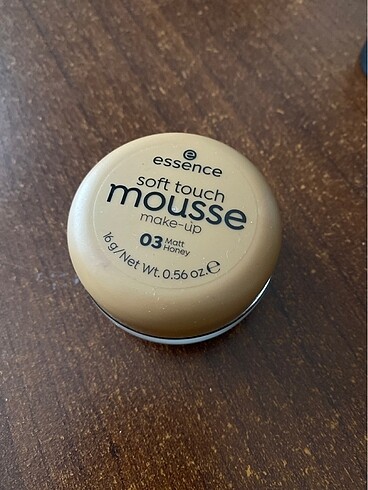 essence
soft touch
mousse
make-up
03 Matt
Honey
16 g/Net Wt. 0.56 oz.℮